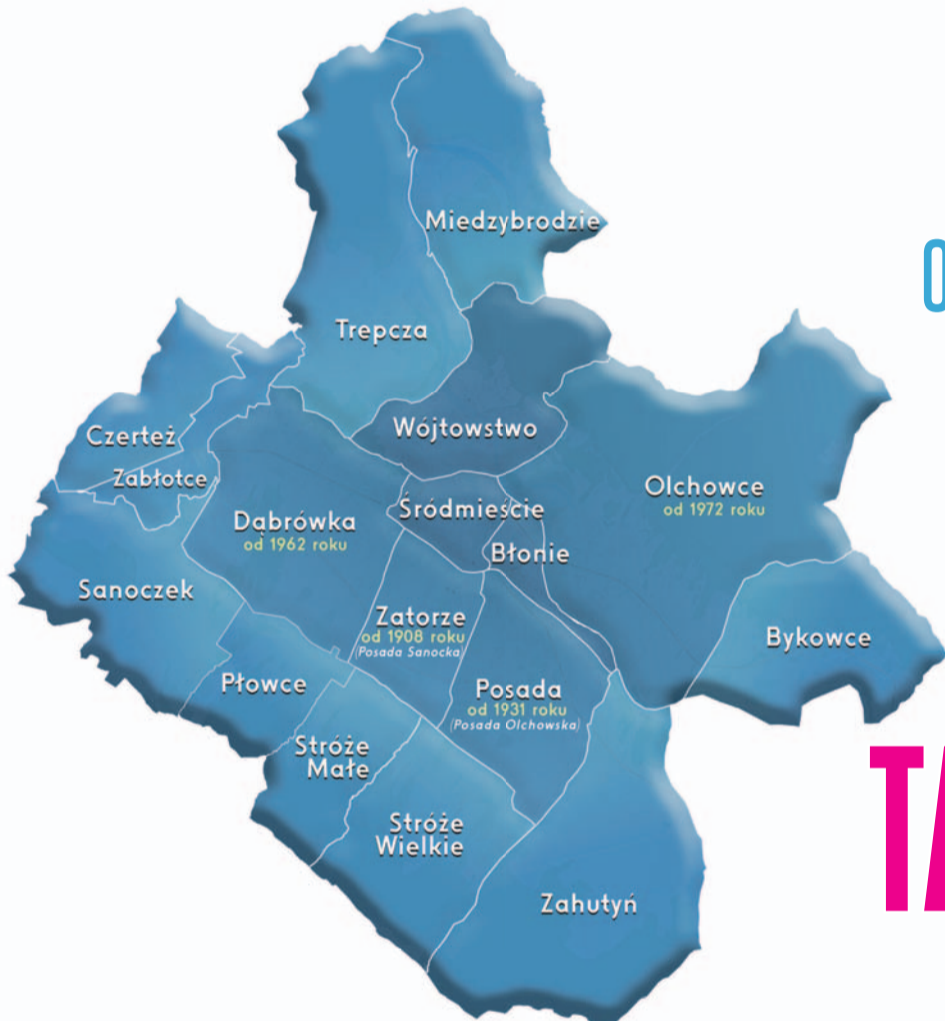 Miedzybrodzie
O
Trepcza
Wójtowstwo
Czerteż
Zabłotce
Olchowce
od 1972 roku
Śródmieście
Dąbrówka
od 1962 roku
Błonie
Sanoczek
Zatorze
od 1908 roku
(Posada Sanocka)
Bykowce
Płowce
Posada
od 1931 roku
(Posada Olchowska)
Stróże
Małe
TA
Stróże
Wielkie
Zahutyń